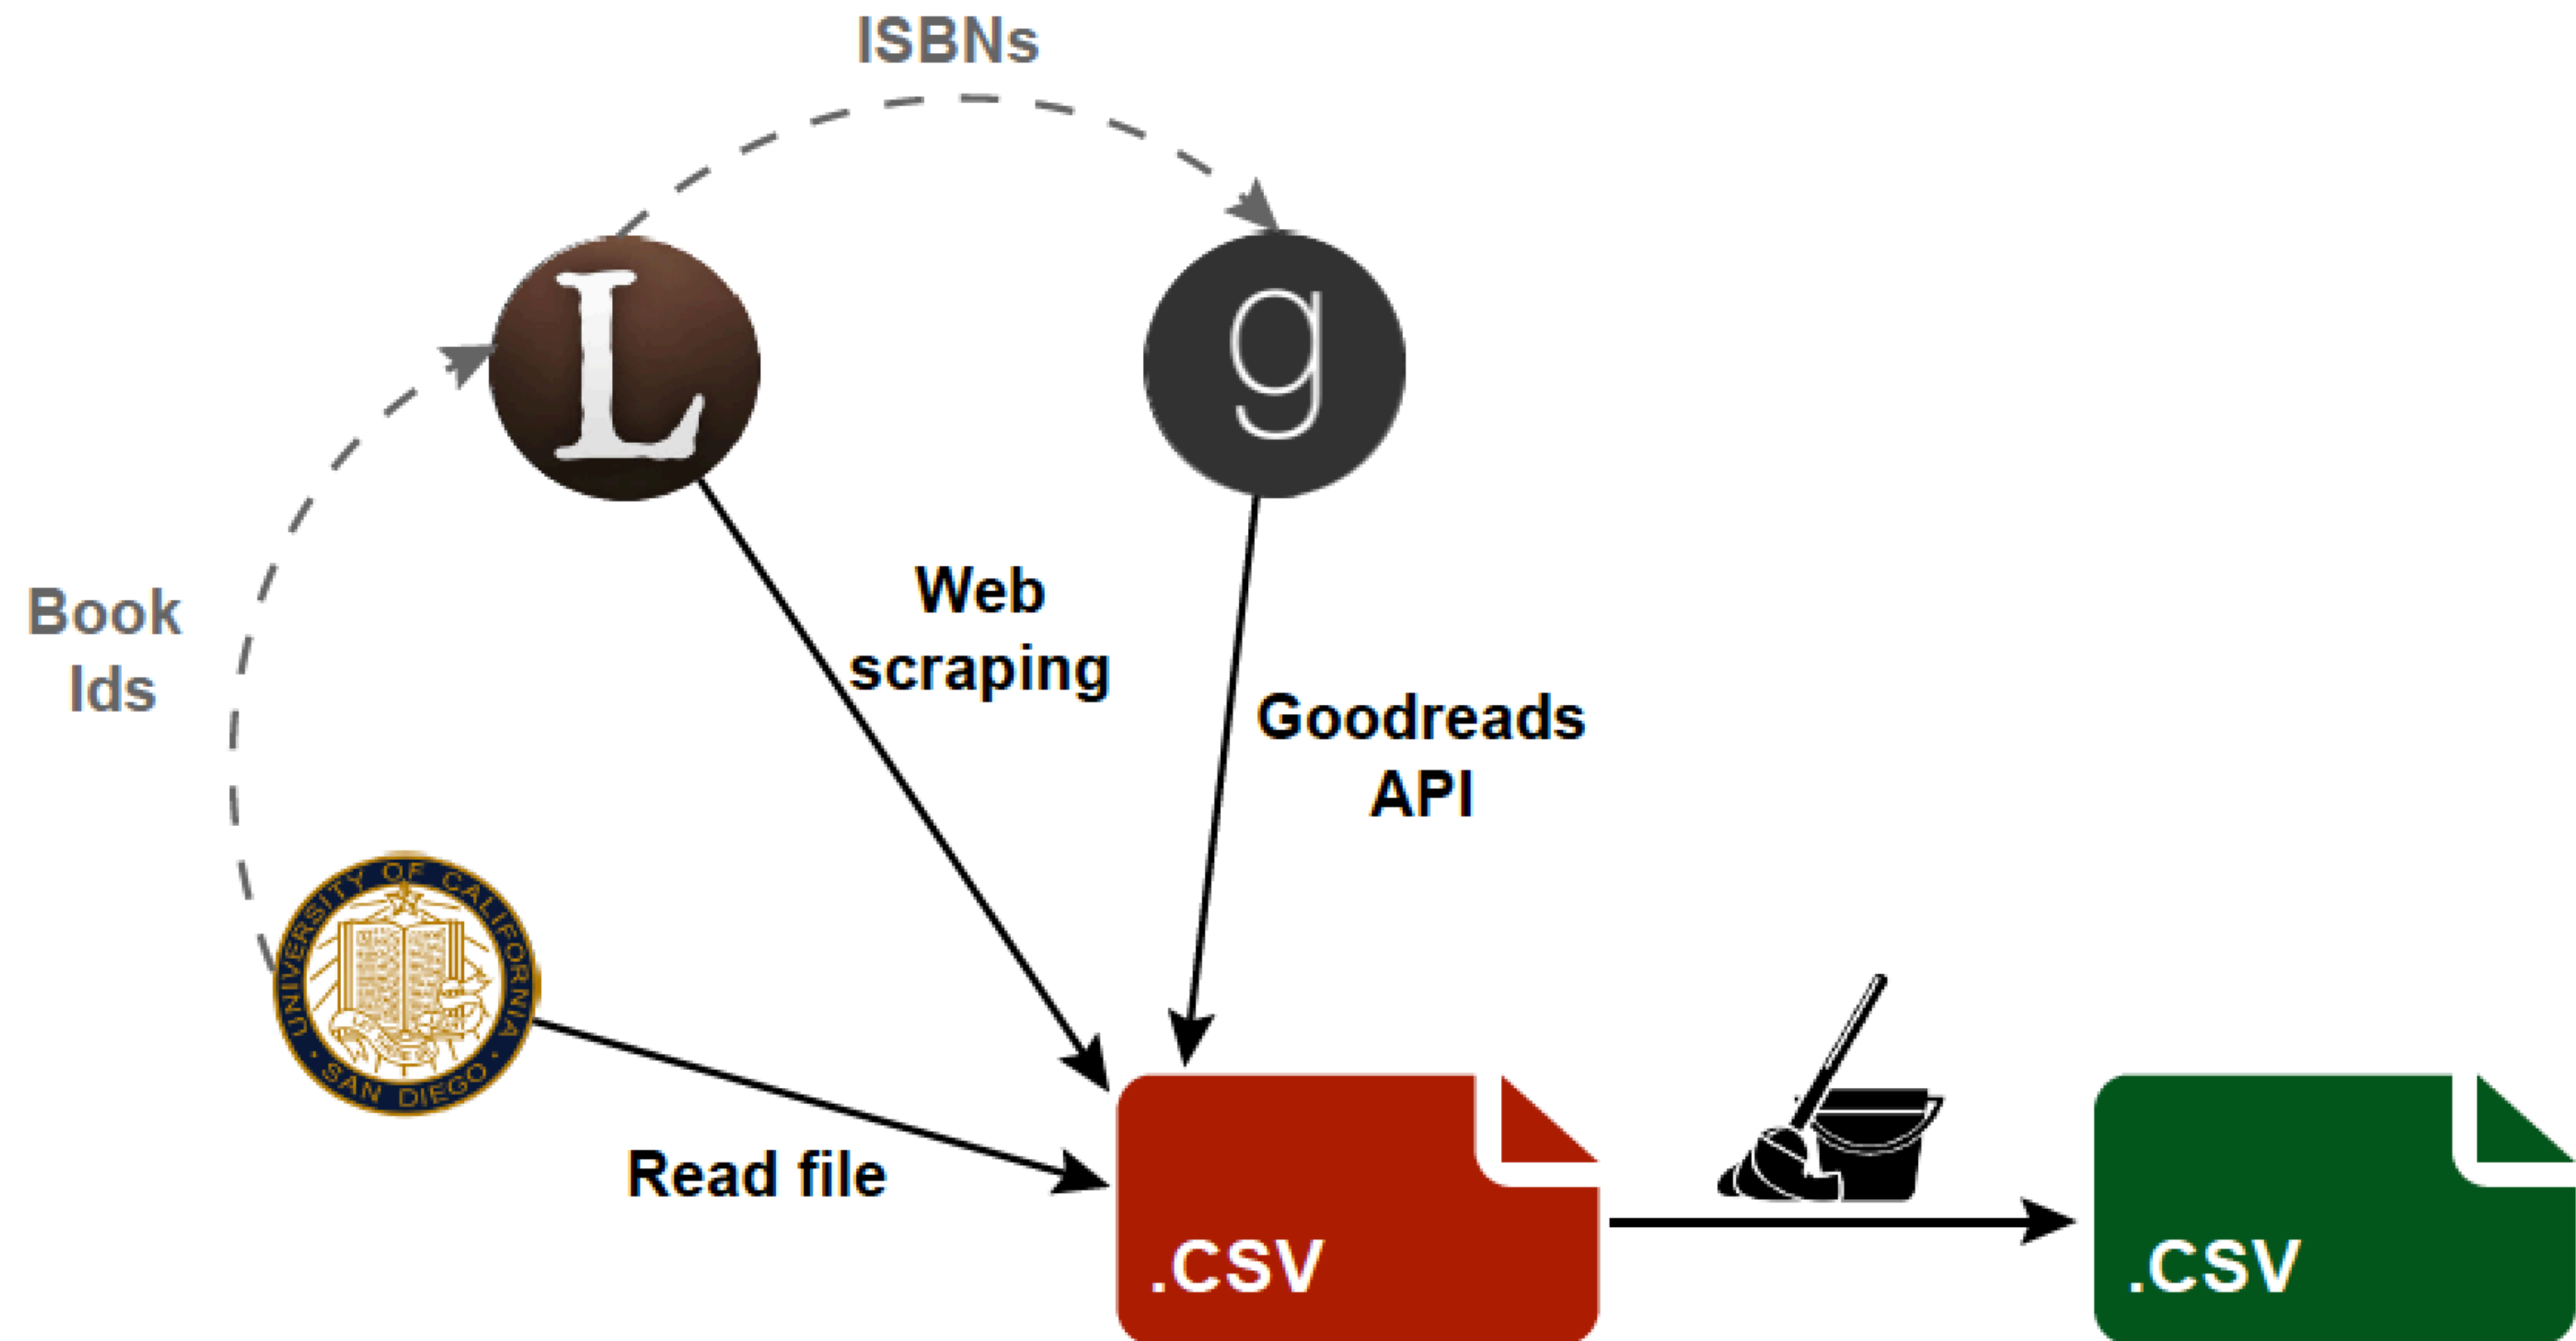 ISBNs
L
g
Web
scraping
Book
Ids
Goodreads
API
UNIVERSITY OF CALIFORNIA
SAN DIEGO
Read file
.CSV
.CSV